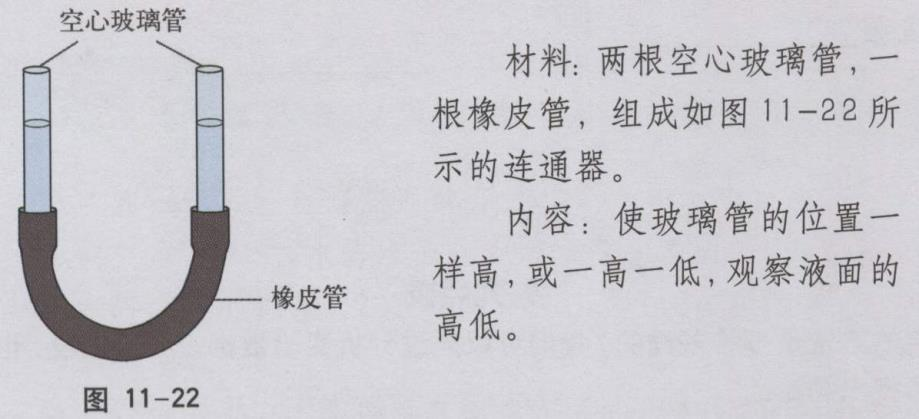 空心玻璃管
橡皮管
图 11-22
材料：两根空心玻璃管，一
根橡皮管，组成如图 11-22 所
示的连通器。
内容：使玻璃管的位置一
样高，或一高一低，观察液面的
高低。